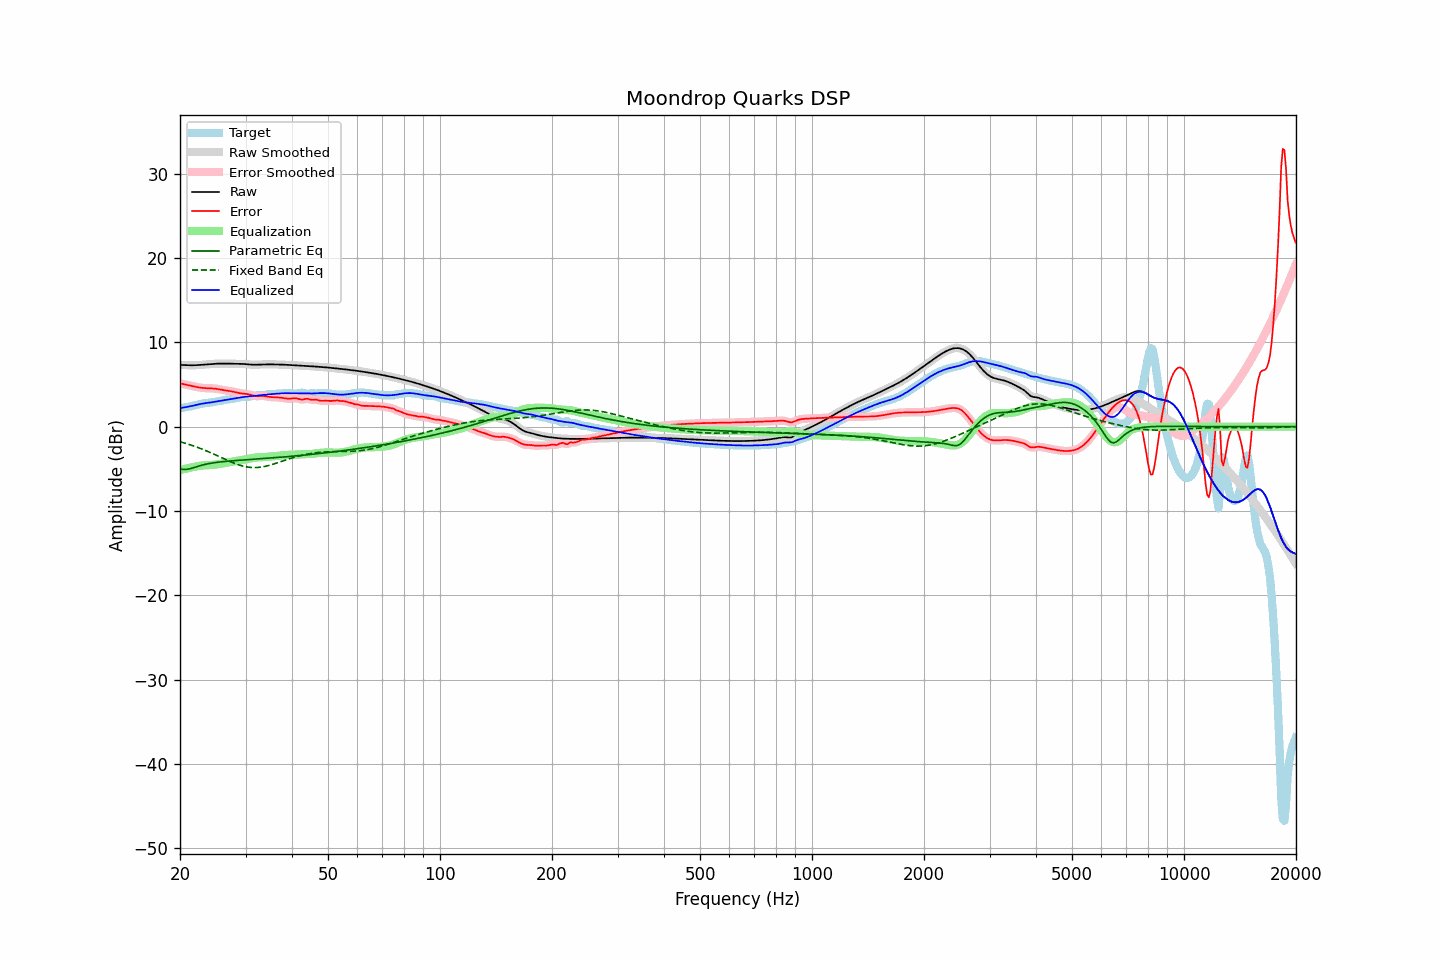 Moondrop Quarks DSP
Target
Raw Smoothed
Error Smoothed
Raw
Error
Equalization
Parametric Eq
Fixed Band Eq
Equalized
30
20
10
0
−10
−20
−30
−40
−50
Amplitude (dBr)
20
50
100
200
500
1000
2000
5000
10000
20000
Frequency (Hz)